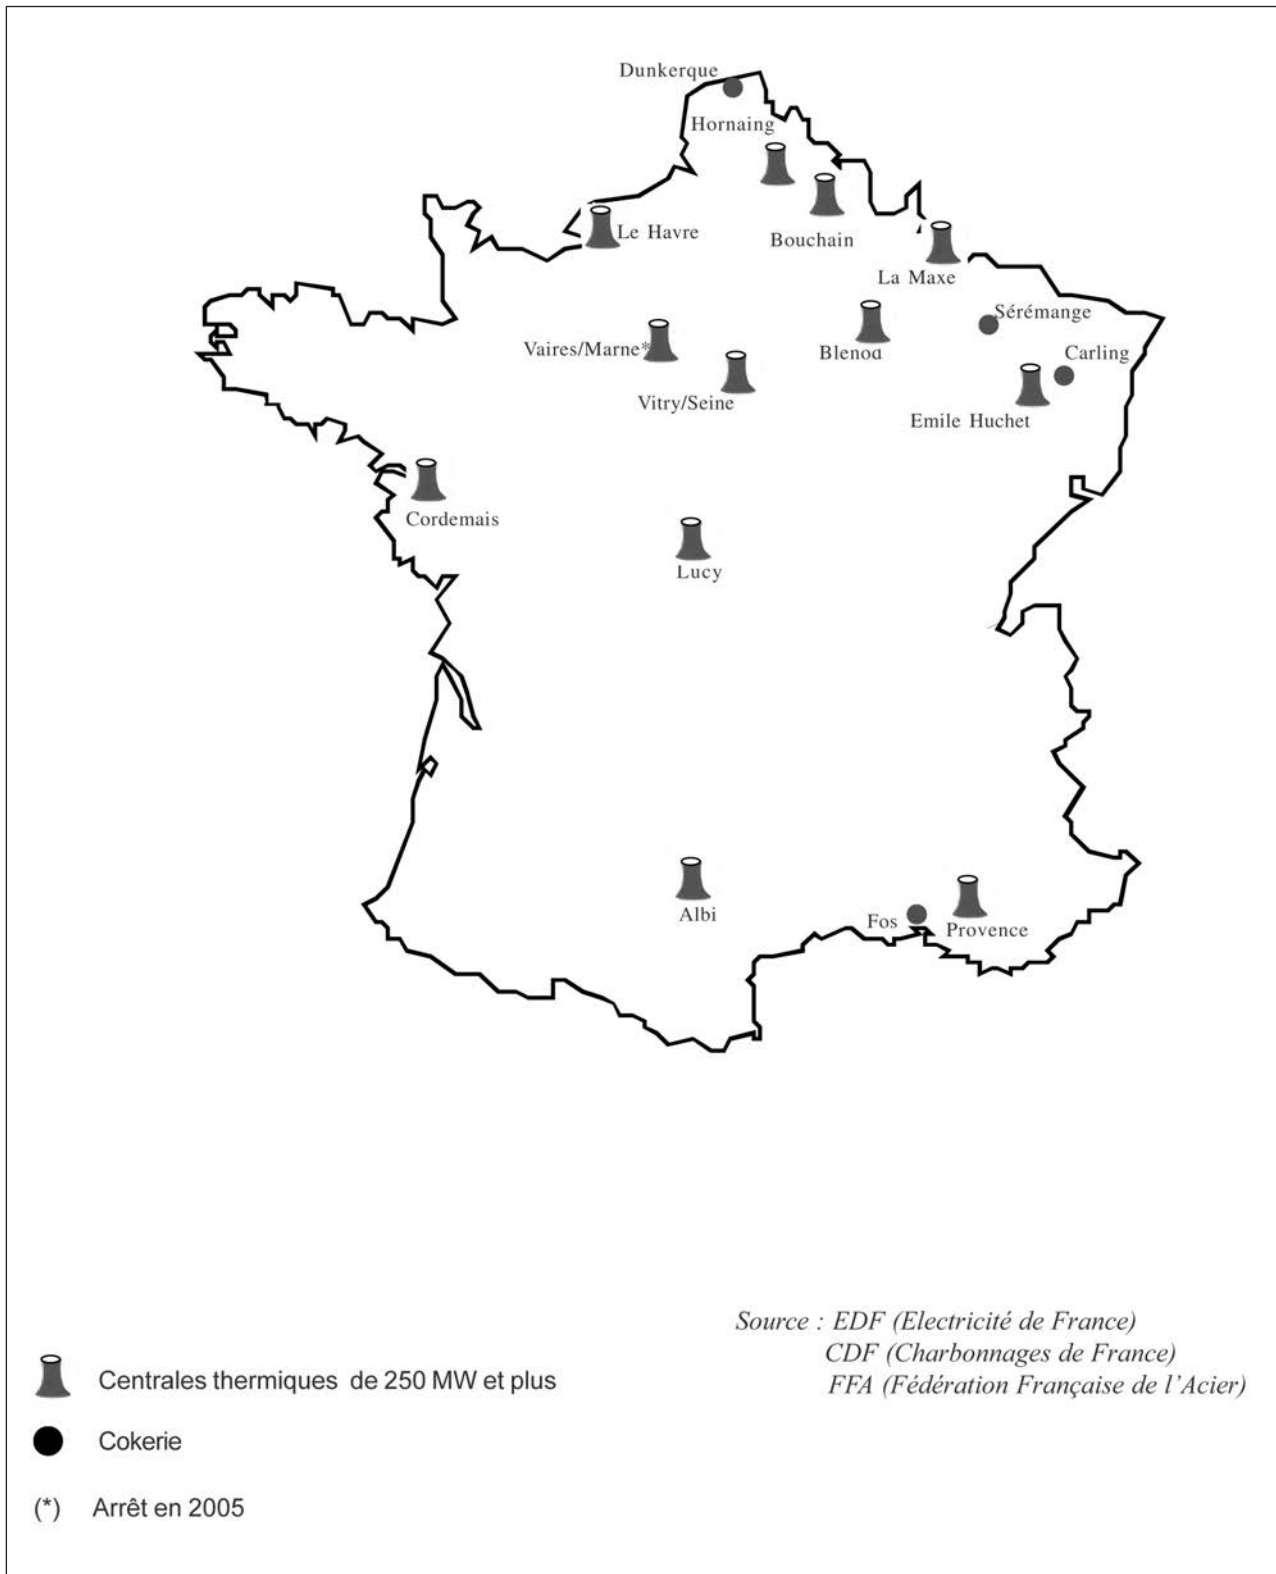 Dunkerque
Hornaing
Le Havre
Bouchain
La Maxe
Sérémange
Vaires/Marne*
Blenod
Carling
Vitry/Seine
Emile Huchet
Cordemais
Lucy
Albi
Fos
Provence
Source : EDF (Electricité de France)
CDF (Charbonnages de France)
FFA (Fédération Française de l'Acier)
Centrales thermiques de 250 MW et plus
Cokerie
(*) Arrêt en 2005